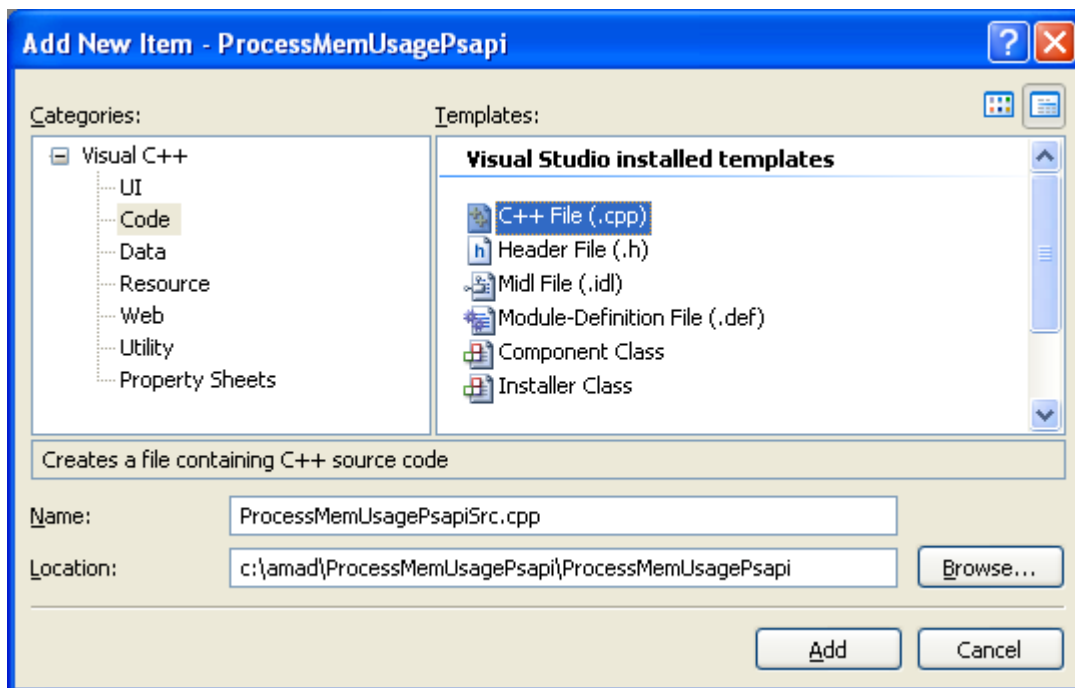 Add New Item - ProcessMemUsagePsapi
Categories:
Templates:
Visual C++
UI
Code
Data
Resource
Web
Utility
Property Sheets
Visual Studio installed templates
C++ File (.cpp)
Header File (.h)
Midl File (.idl)
Module-Definition File (.def)
Component Class
Installer Class
Creates a file containing C++ source code
Name:
ProcessMemUsagePsapiSrc.cpp
Location:
c:\amad\ProcessMemUsagePsapi\ProcessMemUsagePsapi
Browse...
Add
Cancel